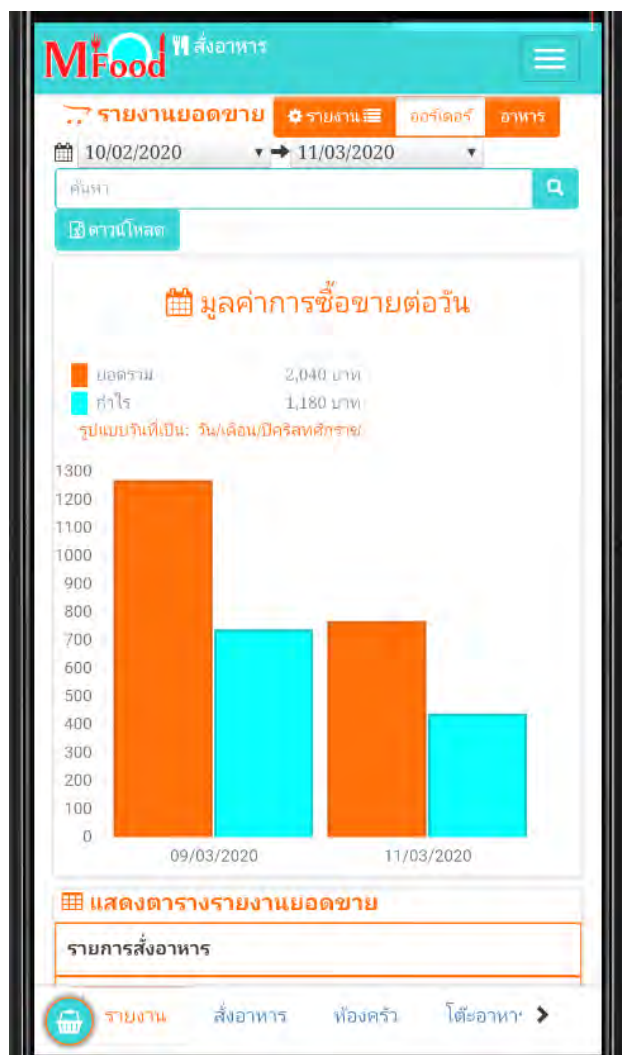 MFood สั่งอาหาร
รายงานยอดขาย รายงาน ออร์เดอร์ อาหาร
10/02/2020 11/03/2020
ค้นหา
ดาวน์โหลด
มูลค่าการซื้อขายต่อวัน
ยอดรวม 2,040 บาท
กำไร 1,180 บาท
รูปแบบวันที่เป็น: วัน/เดือน/ปีคริสทศักราช
1300
1200
1100
1000
900
800
700
600
500
400
300
200
100
0
09/03/2020 11/03/2020
แสดงตารางรายงานยอดขาย
รายการสั่งอาหาร
รายงาน สั่งอาหาร ห้องครัว โต๊ะอาหา